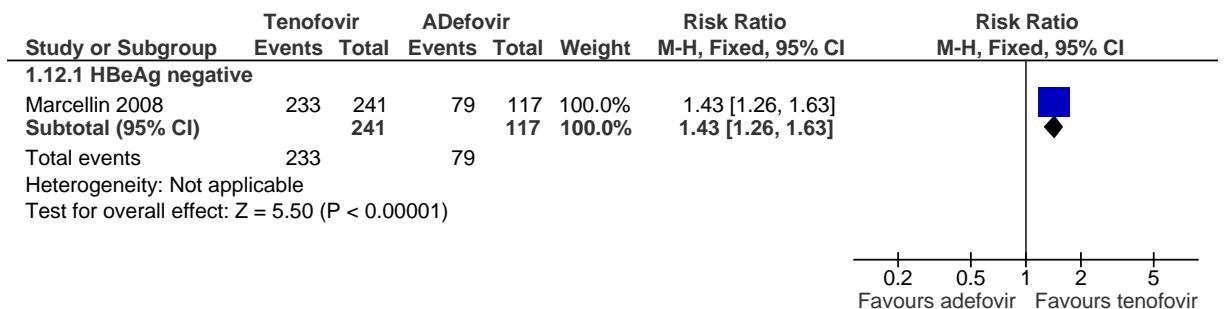 Tenofovir ADefovir Risk Ratio Risk Ratio
Study or Subgroup Events Total Events Total Weight M-H, Fixed, 95% CI M-H, Fixed, 95% CI
1.12.1 HBeAg negative
Marcellin 2008 233 241 79 117 100.0% 1.43 [1.26, 1.63]
Subtotal (95% CI) 241 117 100.0% 1.43 [1.26, 1.63]
Total events 233 79
Heterogeneity: Not applicable
Test for overall effect: Z = 5.50 (P < 0.00001)
0.2 0.5 1 2 5
Favours adefovir Favours tenofovir